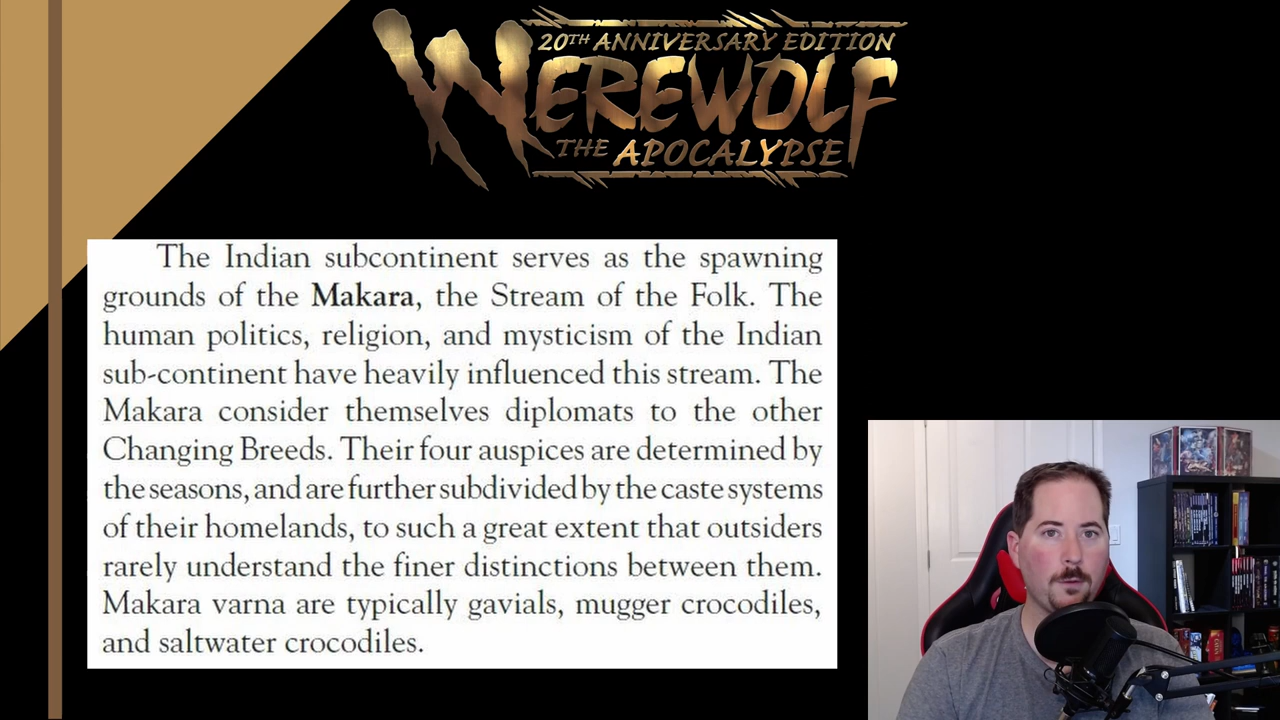 20TH ANNIVERSARY EDITION
WEREWOLF
THE APOCALYPSE
The Indian subcontinent serves as the spawning
grounds of the Makara, the Stream of the Folk. The
human politics, religion, and mysticism of the Indian
sub-continent have heavily influenced this stream. The
Makara consider themselves diplomats to the other
Changing Breeds. Their four auspices are determined by
the seasons, and are further subdivided by the caste systems
of their homelands, to such a great extent that outsiders
rarely understand the finer distinctions between them.
Makara varna are typically gavials, mugger crocodiles,
and saltwater crocodiles.